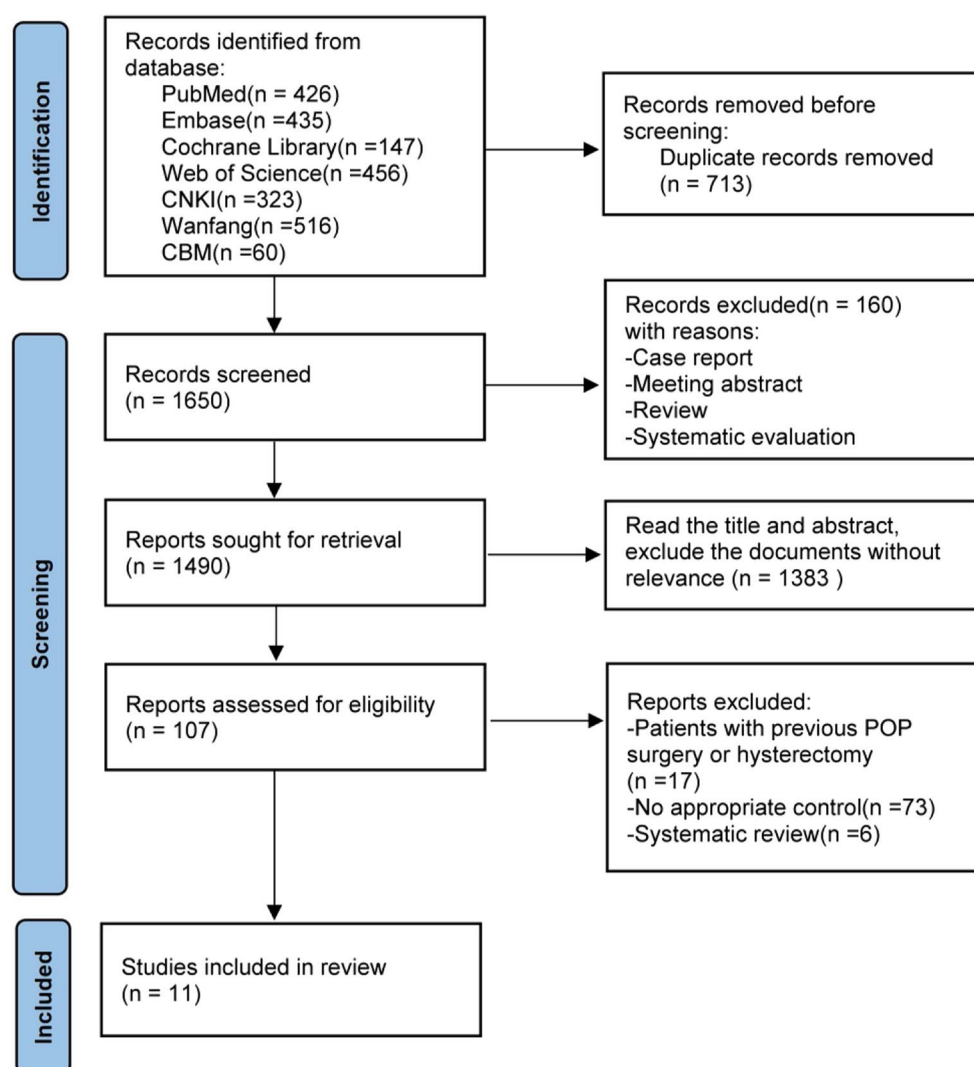 Identification
Records identified from
database:
PubMed(n = 426)
Embase(n =435)
Cochrane Library(n =147)
Web of Science(n =456)
CNKI(n =323)
Wanfang(n =516)
CBM(n =60)
Records removed before
screening:
Duplicate records removed
(n = 713)
Screening
Records screened
(n = 1650)
Records excluded(n = 160)
with reasons:
-Case report
-Meeting abstract
-Review
-Systematic evaluation
Reports sought for retrieval
(n = 1490)
Read the title and abstract,
exclude the documents without
relevance (n = 1383 )
Reports assessed for eligibility
(n = 107)
Reports excluded:
-Patients with previous POP
surgery or hysterectomy
(n =17)
-No appropriate control(n =73)
-Systematic review(n =6)
Included
Studies included in review
(n = 11)